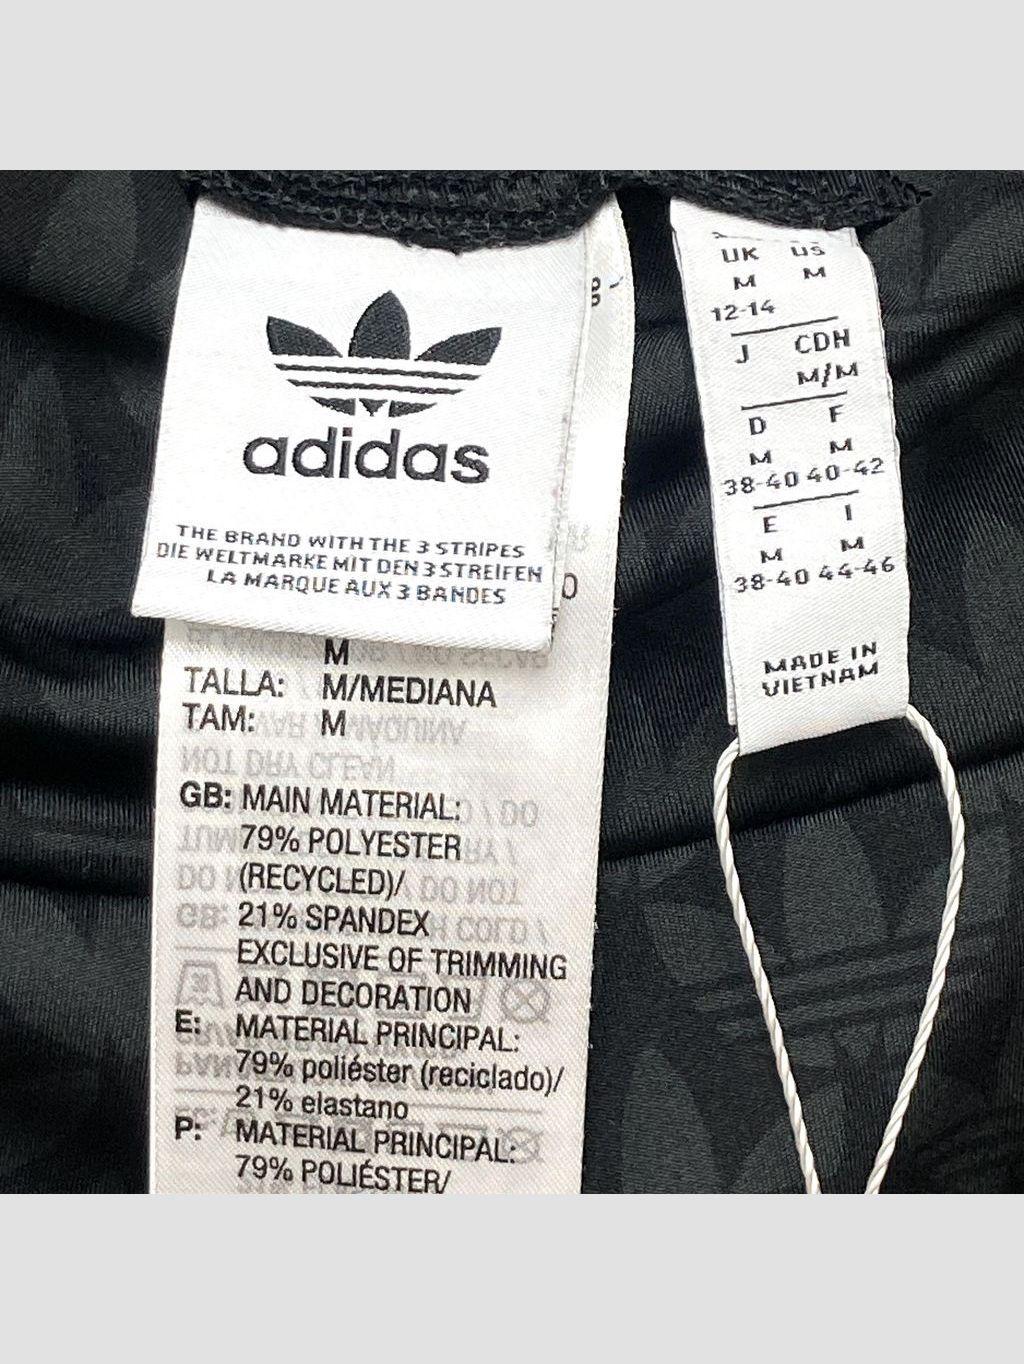 adidas
THE BRAND WITH THE 3 STRIPES
DIE WELTMARKE MIT DEN 3 STREIFEN
LA MARQUE AUX 3 BANDES
M
TALLA: M/MEDIANA
TAM: M
GB: MAIN MATERIAL:
79% POLYESTER
(RECYCLED)/
21% SPANDEX
EXCLUSIVE OF TRIMMING
AND DECORATION
E: MATERIAL PRINCIPAL:
79% poliéster (reciclado)/
21% elastano
P: MATERIAL PRINCIPAL:
79% POLIÉSTER/
UK US
M M
12-14
J CDH
M/M
D F
M M
38-40 40-42
E I
M M
38-40 44-46
MADE IN
VIETNAM